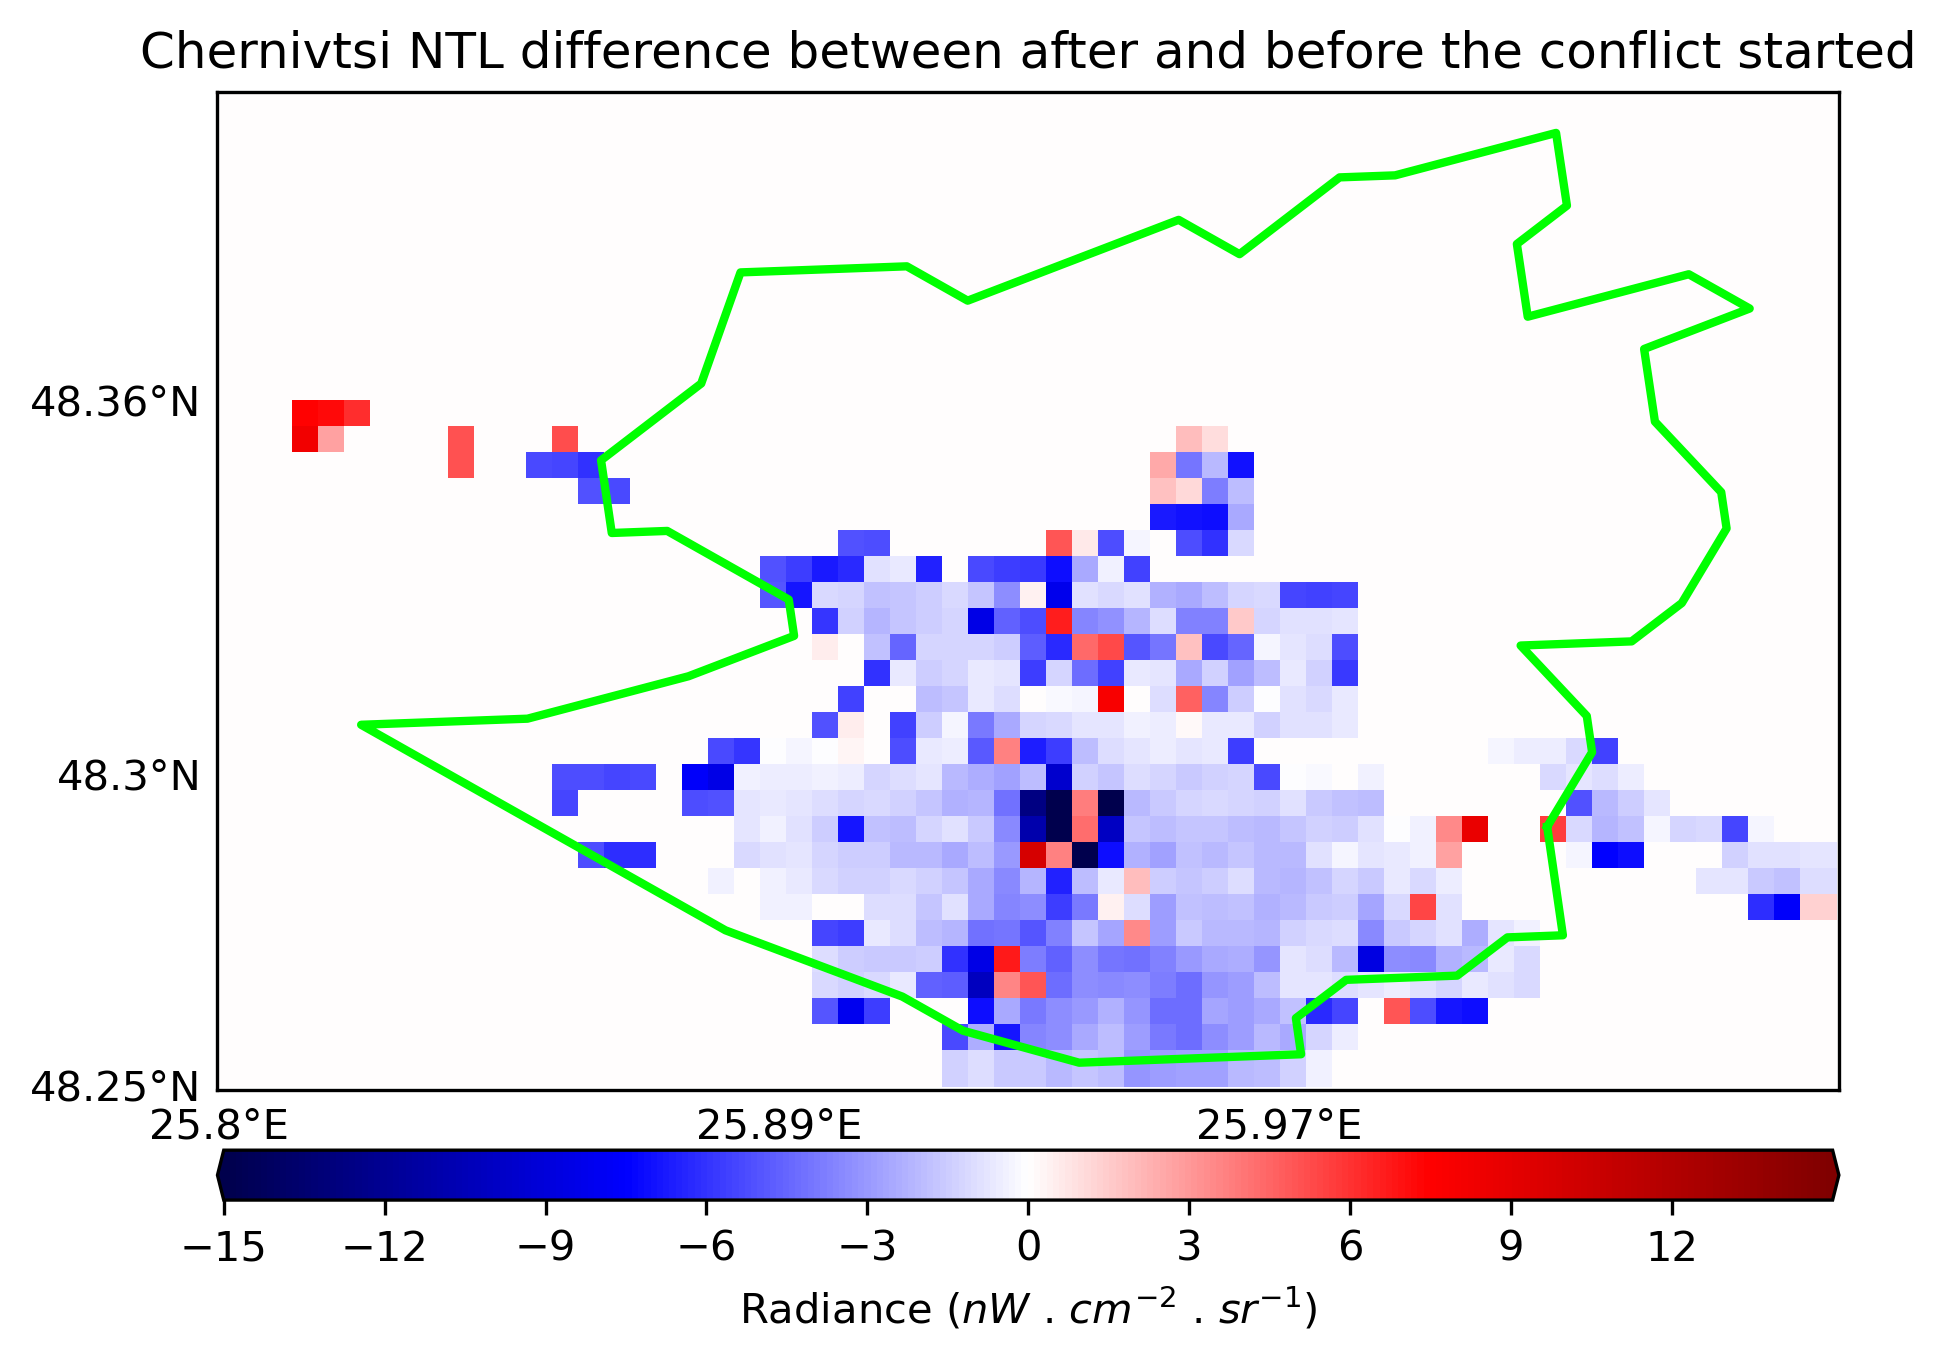 Chernivtsi NTL difference between after and before the conflict started
48.36°N
48.3°N
48.25°N
25.8°E 25.89°E 25.97°E
−15 −12 −9 −6 −3 0 3 6 9 12
Radiance (nW . cm⁻² . sr⁻¹)